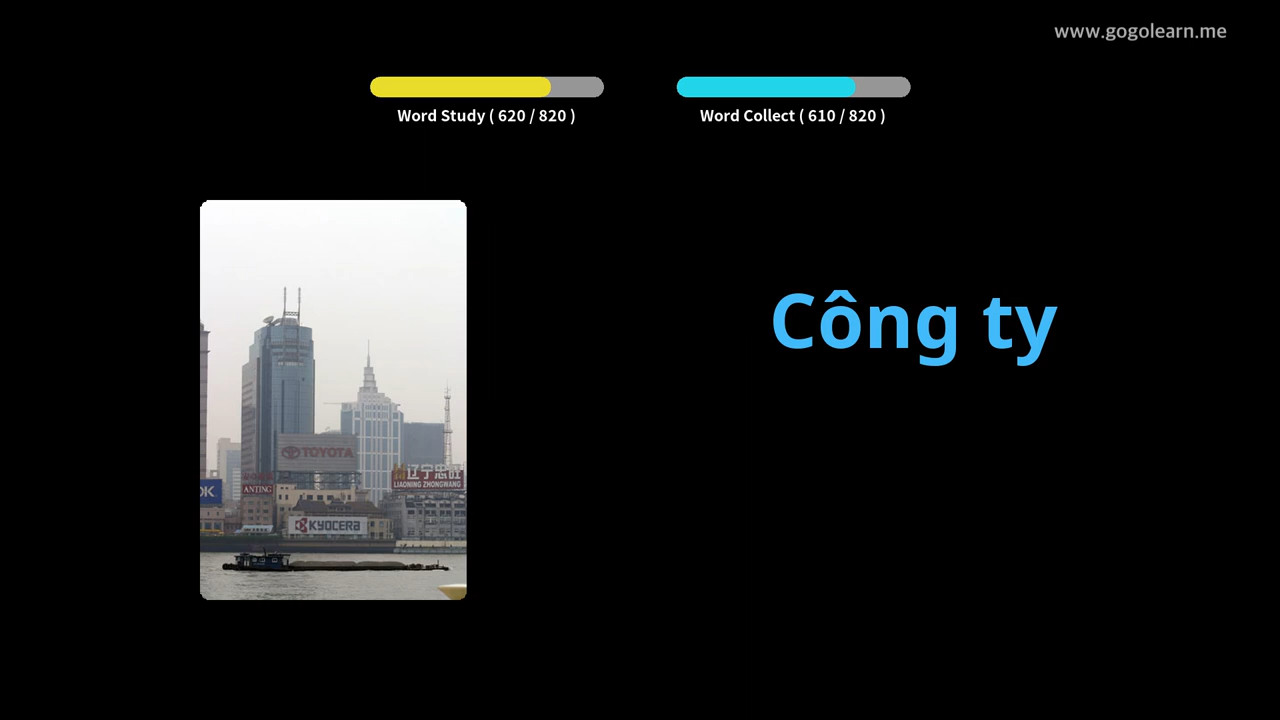 www.gogolearn.me
Word Study ( 620 / 820 )
Word Collect ( 610 / 820 )
Công ty
TOYOTA
辽宁忠旺
LIAONING ZHONGWANG
OK
ANTING
KYOCERA